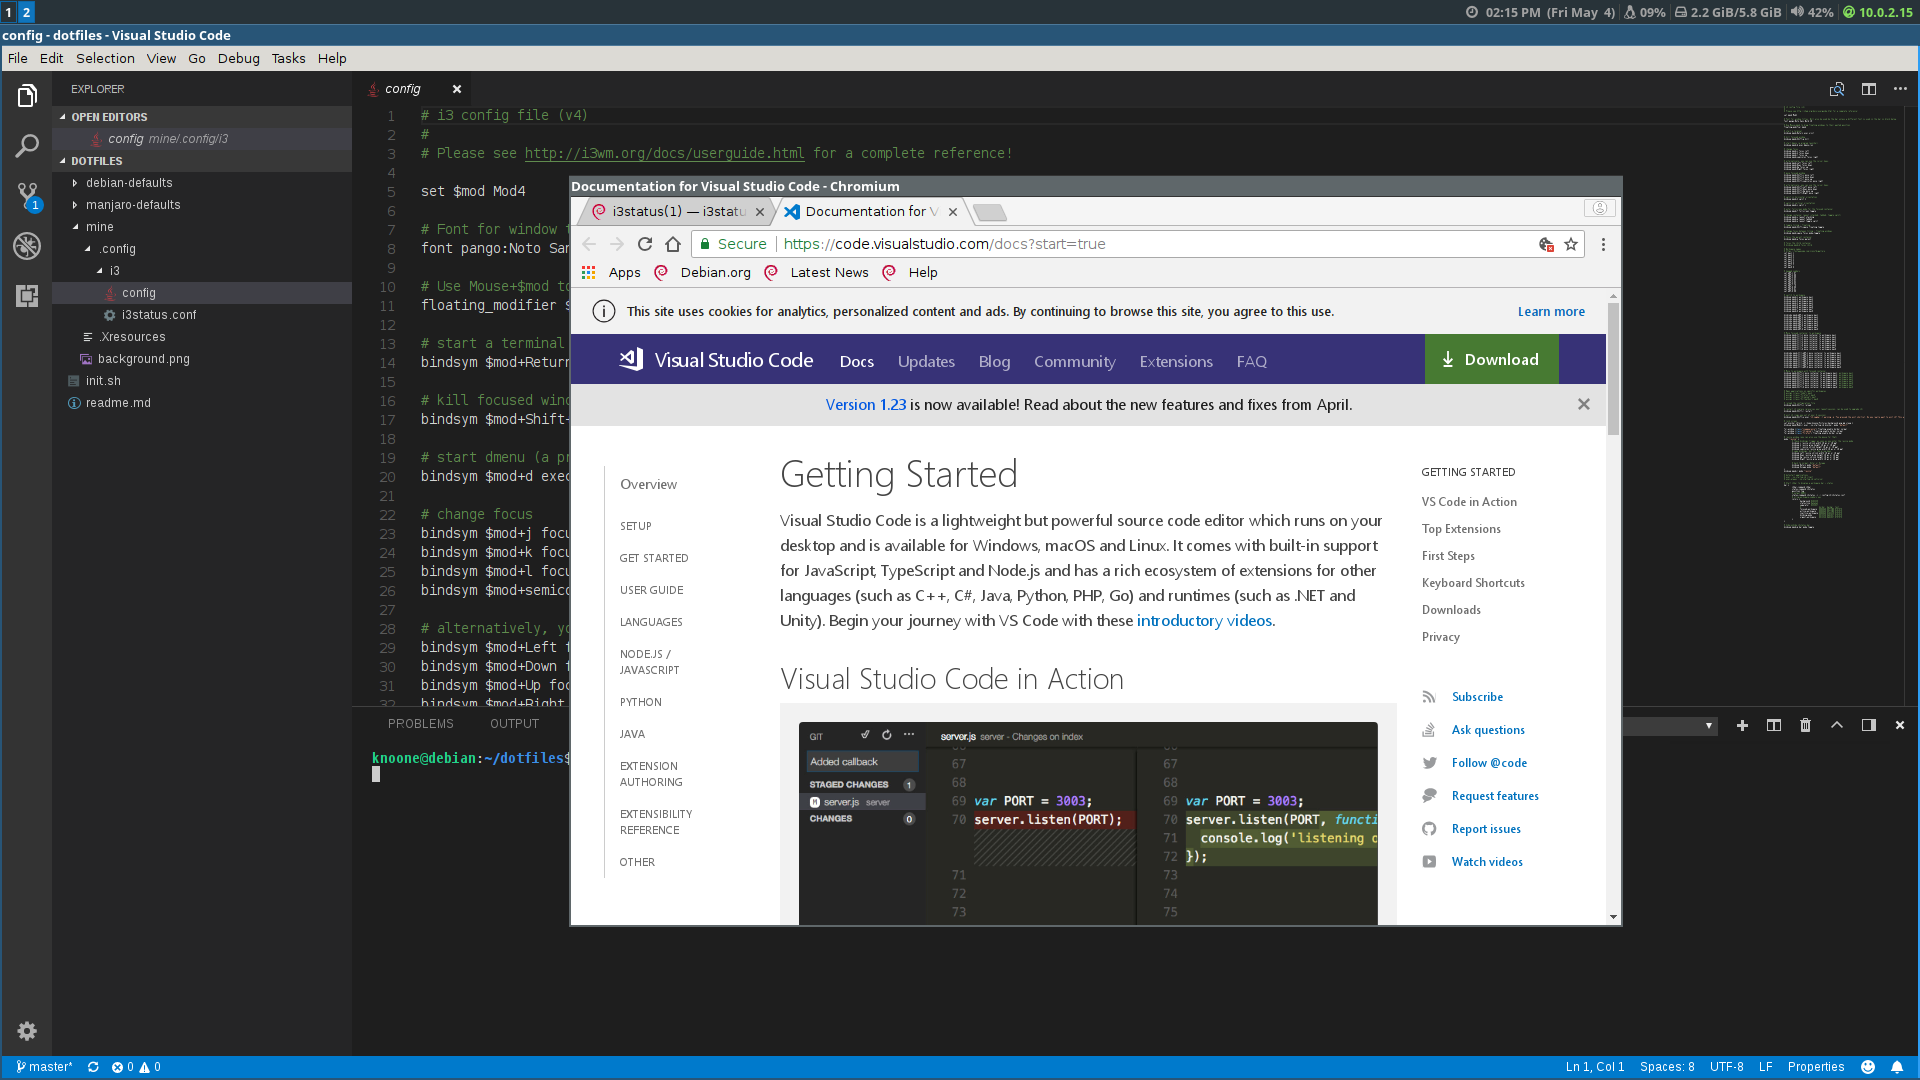 1 2
02:15 PM (Fri May 4) 09% 2.2 GiB/5.8 GiB 42% 10.0.2.15
config - dotfiles - Visual Studio Code
File Edit Selection View Go Debug Tasks Help
EXPLORER
OPEN EDITORS
config mine/.config/i3
DOTFILES
debian-defaults
manjaro-defaults
mine
.config
i3
config
i3status.conf
.Xresources
background.png
init.sh
readme.md
1
config
1 # i3 config file (v4)
2 #
3 # Please see http://i3wm.org/docs/userguide.html for a complete reference!
4
5 set $mod Mod4
6
7 # Font for window
8 font pango:Noto San
9
10 # Use Mouse+$mod to
11 floating_modifier $
12
13 # start a terminal
14 bindsym $mod+Return
15
16 # kill focused wind
17 bindsym $mod+Shift+
18
19 # start dmenu (a pr
20 bindsym $mod+d exec
21
22 # change focus
23 bindsym $mod+j focu
24 bindsym $mod+k focu
25 bindsym $mod+l focu
26 bindsym $mod+semico
27
28 # alternatively, yo
29 bindsym $mod+Left f
30 bindsym $mod+Down f
31 bindsym $mod+Up foc
32 bindsym $mod+Right
PROBLEMS OUTPUT
knoone@debian:~/dotfiles$
Documentation for Visual Studio Code - Chromium
i3status(1) — i3statu Documentation for V
Secure https://code.visualstudio.com/docs?start=true
Apps Debian.org Latest News Help
This site uses cookies for analytics, personalized content and ads. By continuing to browse this site, you agree to this use. Learn more
Visual Studio Code Docs Updates Blog Community Extensions FAQ Download
Version 1.23 is now available! Read about the new features and fixes from April.
Overview
SETUP
GET STARTED
USER GUIDE
LANGUAGES
NODE.JS /
JAVASCRIPT
PYTHON
JAVA
EXTENSION
AUTHORING
EXTENSIBILITY
REFERENCE
OTHER
Getting Started
Visual Studio Code is a lightweight but powerful source code editor which runs on your
desktop and is available for Windows, macOS and Linux. It comes with built-in support
for JavaScript, TypeScript and Node.js and has a rich ecosystem of extensions for other
languages (such as C++, C#, Java, Python, PHP, Go) and runtimes (such as .NET and
Unity). Begin your journey with VS Code with these introductory videos.
Visual Studio Code in Action
GIT
Added callback
STAGED CHANGES 1
server.js server
CHANGES 0
server.js server - Changes on index
67 67
68 68
69 var PORT = 3003; 69 var PORT = 3003;
70 server.listen(PORT); 70 server.listen(PORT, functi
71 console.log('listening o
72 });
71 73
72 74
73 75
GETTING STARTED
VS Code in Action
Top Extensions
First Steps
Keyboard Shortcuts
Downloads
Privacy
Subscribe
Ask questions
Follow @code
Request features
Report issues
Watch videos
master* 0 0 Ln 1, Col 1 Spaces: 8 UTF-8 LF Properties